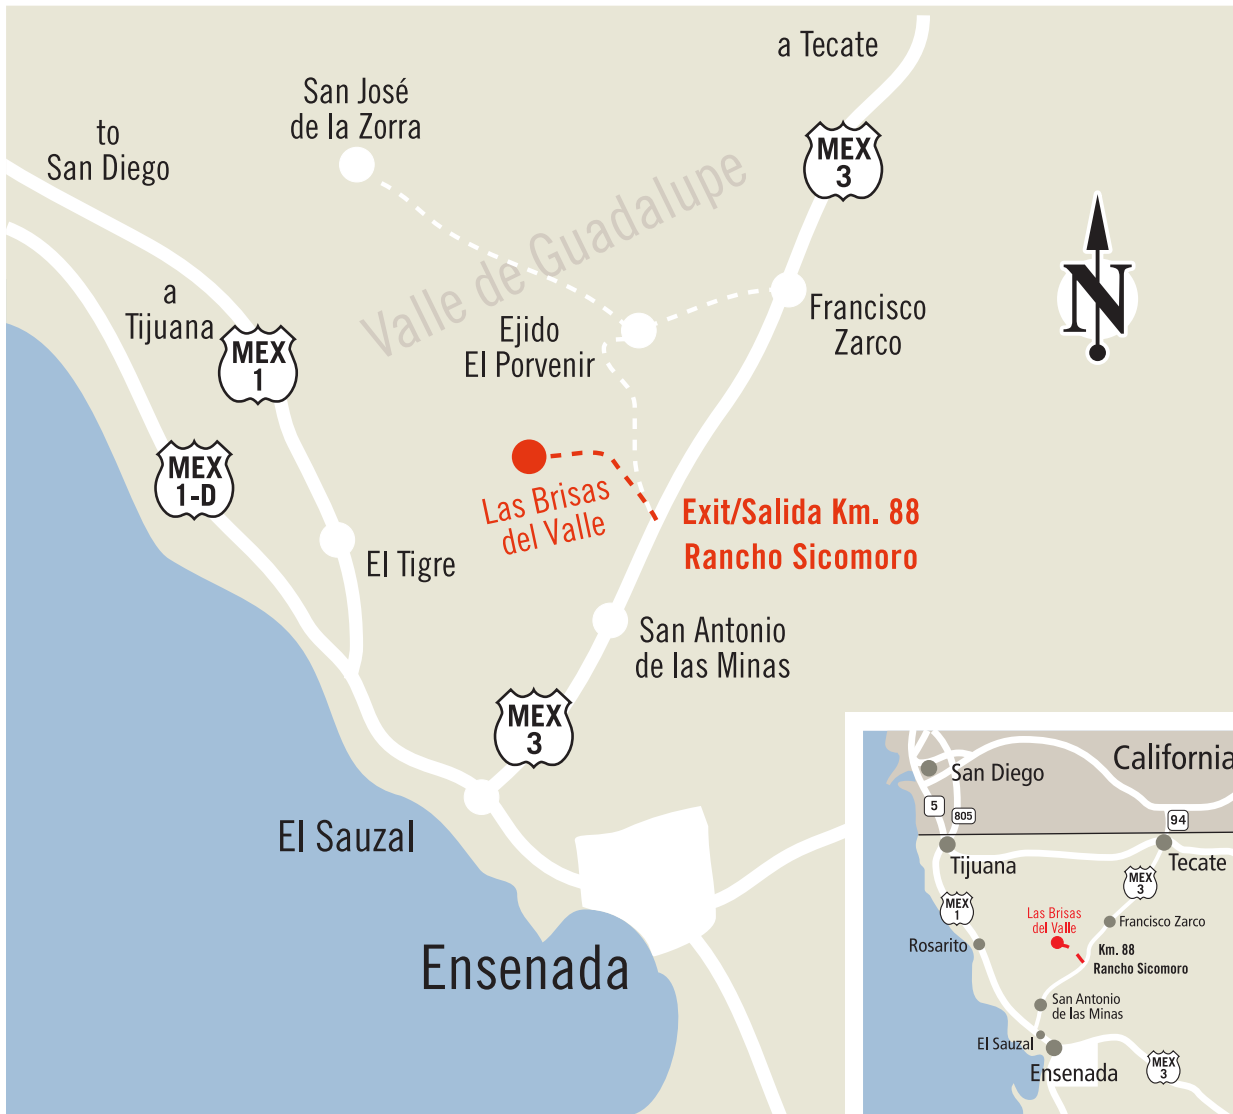 a Tecate
San José
de la Zorra
to
San Diego
MEX
3
Valle de Guadalupe
N
a
Tijuana
Francisco
Zarco
Ejido
El Porvenir
MEX
1
MEX
1-D
Las Brisas
del Valle
Exit/Salida Km. 88
Rancho Sicomoro
El Tigre
San Antonio
de las Minas
MEX
3
El Sauzal
Ensenada
California
San Diego
5
805
94
Tijuana
Tecate
MEX
3
MEX
1
Las Brisas
del Valle
Francisco Zarco
Rosarito
Km. 88
Rancho Sicomoro
San Antonio
de las Minas
El Sauzal
Ensenada
MEX
3